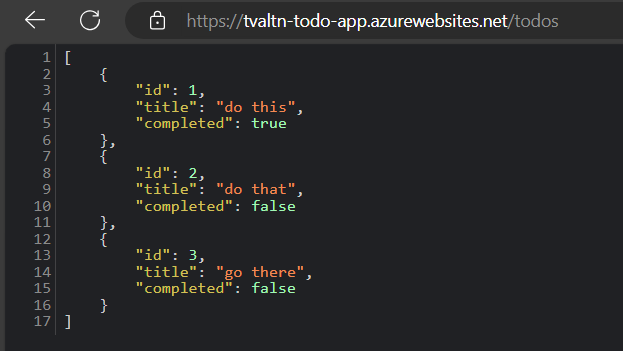 https://tvaltn-todo-app.azurewebsites.net/todos
1 [
2     {
3         "id": 1,
4         "title": "do this",
5         "completed": true
6     },
7     {
8         "id": 2,
9         "title": "do that",
10         "completed": false
11     },
12     {
13         "id": 3,
14         "title": "go there",
15         "completed": false
16     }
17 ]